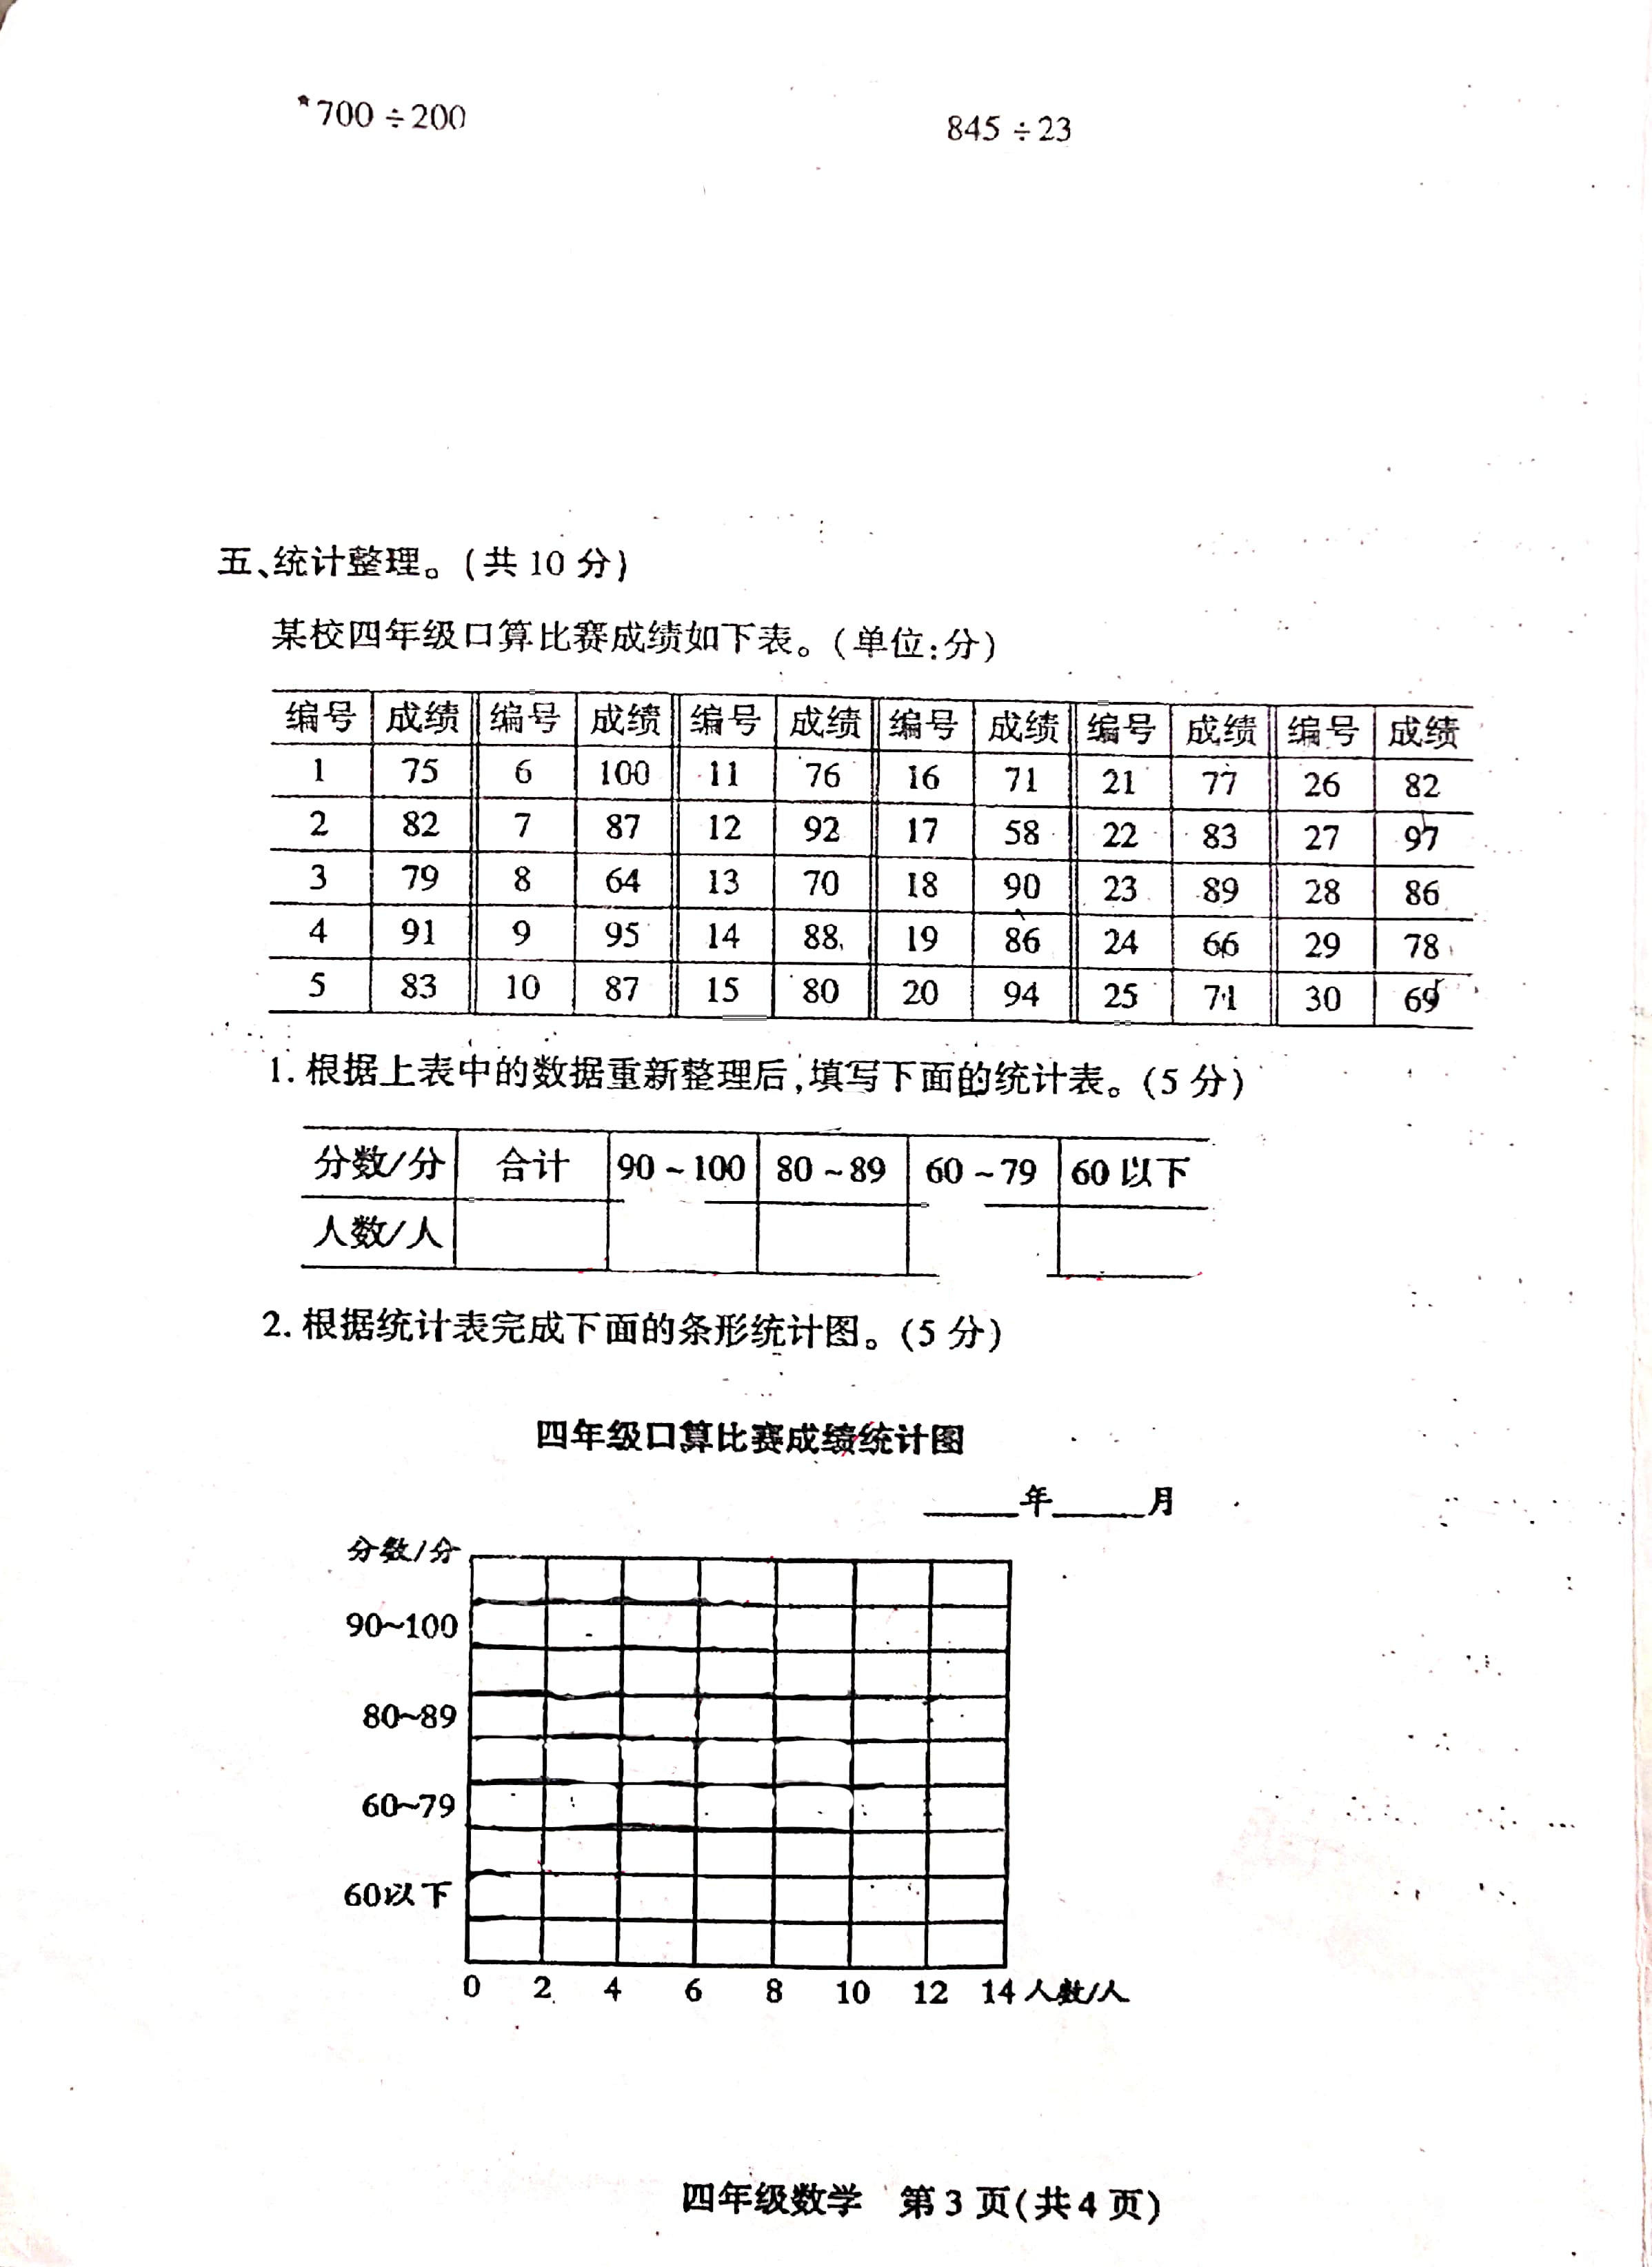 *700÷200 845÷23
五、统计整理。(共 10 分)
某校四年级口算比赛成绩如下表。(单位:分)
编号 成绩 编号 成绩 编号 成绩 编号 成绩 编号 成绩 编号 成绩
1 75 6 100 11 76 16 71 21 77 26 82
2 82 7 87 12 92 17 58 22 83 27 97
3 79 8 64 13 70 18 90 23 89 28 86
4 91 9 95 14 88 19 86 24 66 29 78
5 83 10 87 15 80 20 94 25 71 30 69
1. 根据上表中的数据重新整理后,填写下面的统计表。(5 分)
分数/分 合计 90~100 80~89 60~79 60 以下
人数/人
2. 根据统计表完成下面的条形统计图。(5 分)
四年级口算比赛成绩统计图
____年____月
分数/分
90~100
80~89
60~79
60以下
0 2 4 6 8 10 12 14 人数/人
四年级数学 第 3 页(共 4 页)